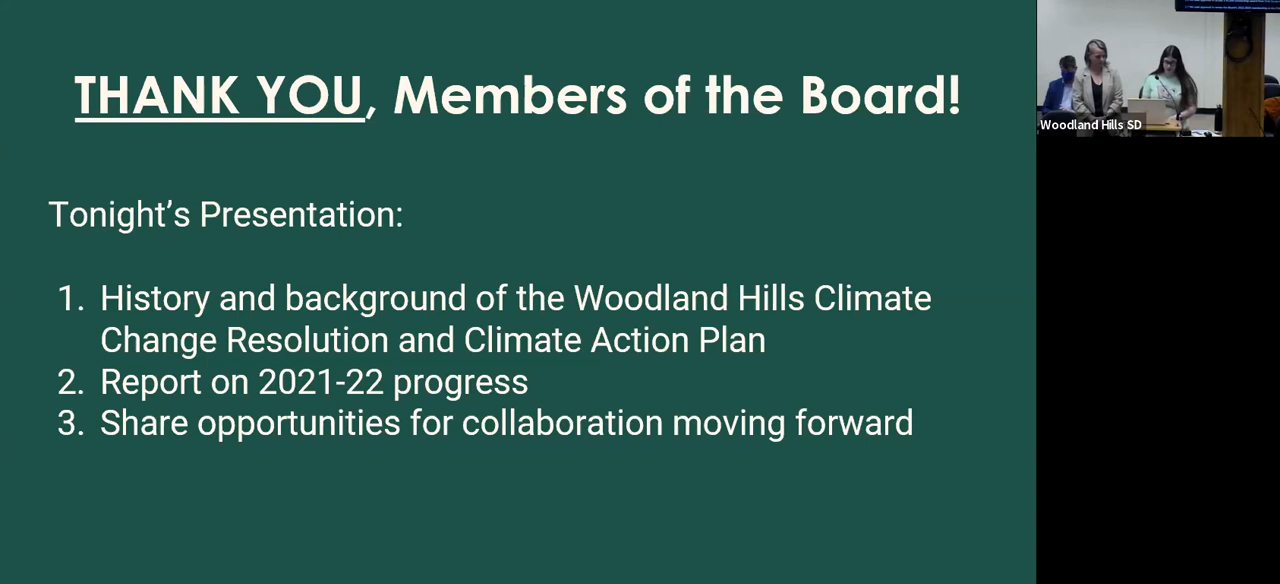 THANK YOU, Members of the Board!
Tonight's Presentation:
1. History and background of the Woodland Hills Climate
Change Resolution and Climate Action Plan
2. Report on 2021-22 progress
3. Share opportunities for collaboration moving forward
Woodland Hills SD